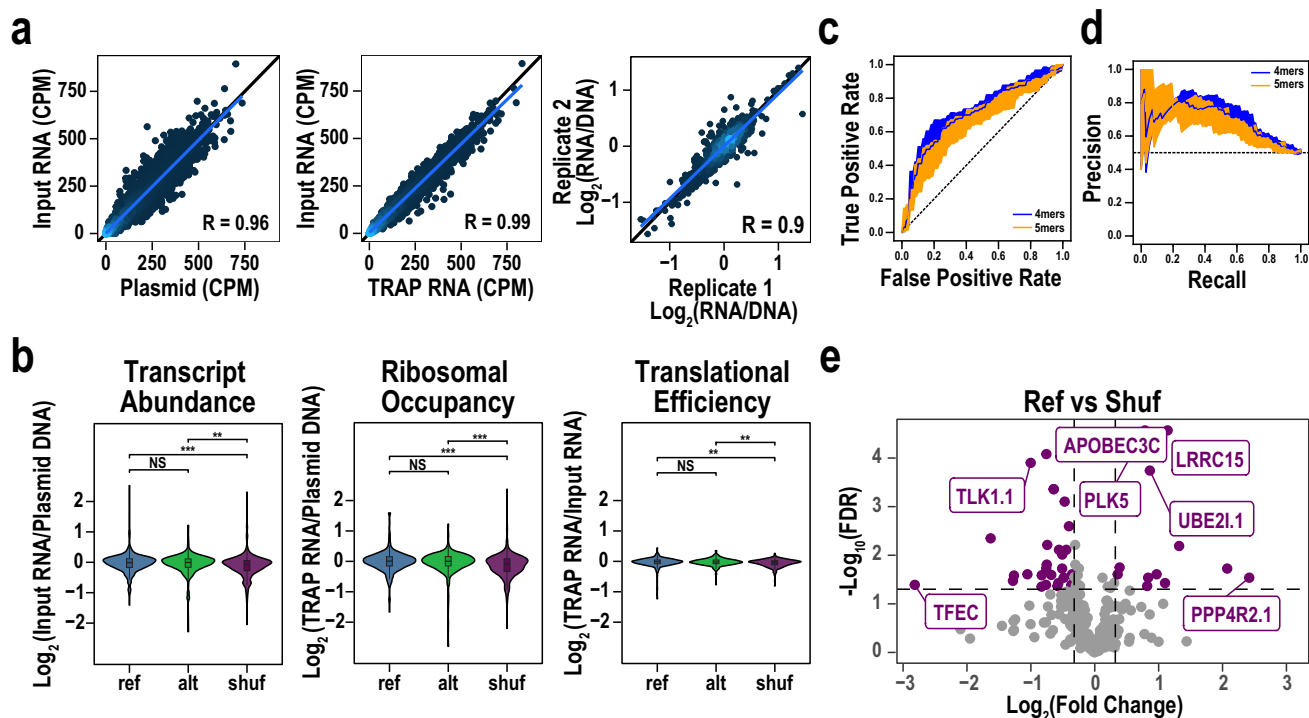 a
Input RNA (CPM)
750
500
250
0
0 250 500 750
Plasmid (CPM)
R = 0.96
Input RNA (CPM)
750
500
250
0
0 250 500 750
TRAP RNA (CPM)
R = 0.99
Replicate 2
Log2(RNA/DNA)
1
0
−1
−1 0 1
Replicate 1
Log2(RNA/DNA)
R = 0.9
c
True Positive Rate
1.0
0.8
0.6
0.4
0.2
0.0
0.0 0.2 0.4 0.6 0.8 1.0
False Positive Rate
4mers
5mers
d
Precision
1.0
0.8
0.6
0.4
0.2
0.0
0.0 0.2 0.4 0.6 0.8 1.0
Recall
4mers
5mers
b
Transcript
Abundance
Log2(Input RNA/Plasmid DNA)
2
1
0
−1
−2
**
***
NS
ref alt shuf
Ribosomal
Occupancy
Log2(TRAP RNA/Plasmid DNA)
2
1
0
−1
−2
***
***
NS
ref alt shuf
Translational
Efficiency
Log2(TRAP RNA/Input RNA)
2
1
0
−1
−2
**
**
NS
ref alt shuf
e
Ref vs Shuf
-Log10(FDR)
4
3
2
1
0
APOBEC3C
LRRC15
TLK1.1
PLK5
UBE2I.1
TFEC
PPP4R2.1
−3 −2 −1 0 1 2 3
Log2(Fold Change)